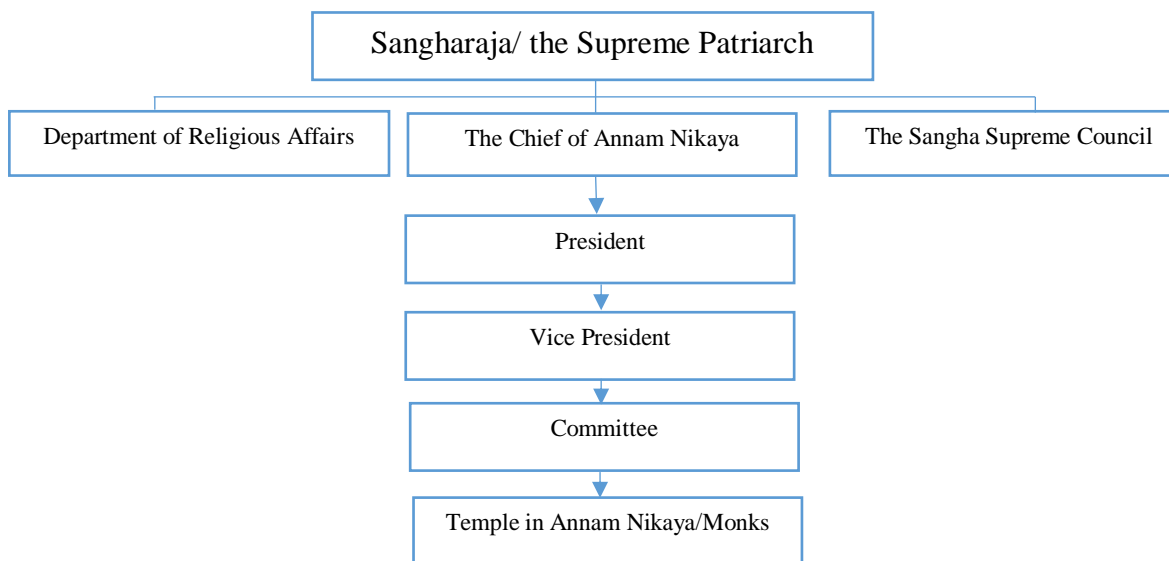 Sangharaja/ the Supreme Patriarch
Department of Religious Affairs
The Chief of Annam Nikaya
The Sangha Supreme Council
President
Vice President
Committee
Temple in Annam Nikaya/Monks